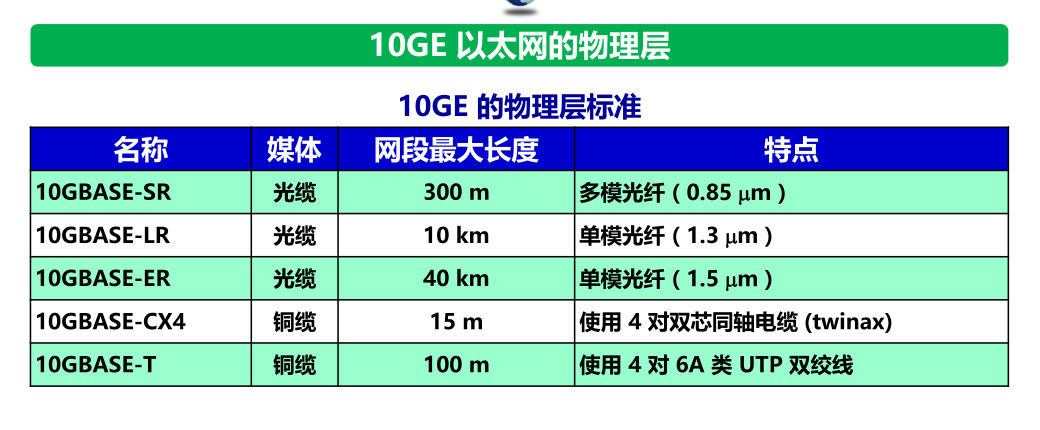 10GE 以太网的物理层
10GE 的物理层标准
名称 媒体 网段最大长度 特点
10GBASE-SR 光缆 300 m 多模光纤 ( 0.85 μm )
10GBASE-LR 光缆 10 km 单模光纤 ( 1.3 μm )
10GBASE-ER 光缆 40 km 单模光纤 ( 1.5 μm )
10GBASE-CX4 铜缆 15 m 使用 4 对双芯同轴电缆 (twinax)
10GBASE-T 铜缆 100 m 使用 4 对 6A 类 UTP 双绞线